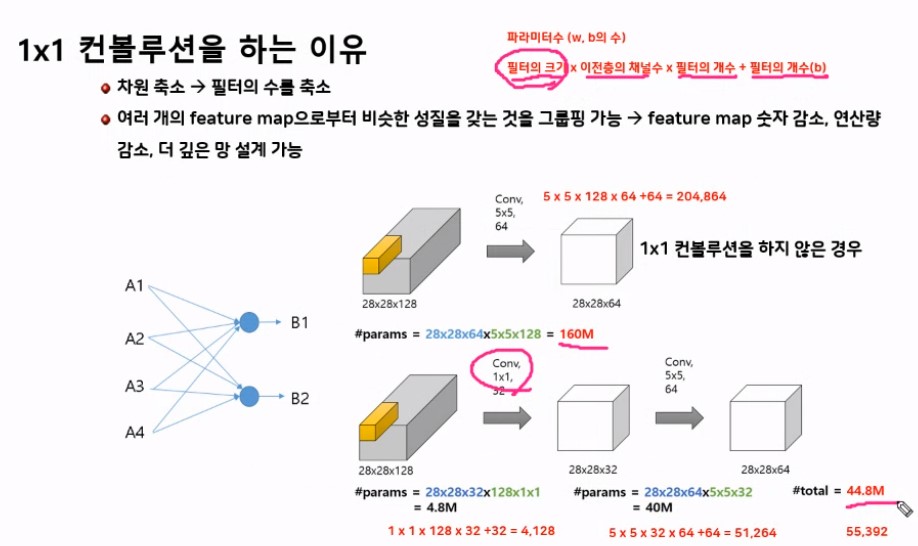 1x1 컨볼루션을 하는 이유
파라미터수 (w, b의 수)
필터의 크기 x 이전층의 채널수 x 필터의 개수 + 필터의 개수(b)
차원 축소 → 필터의 수를 축소
여러 개의 feature map으로부터 비슷한 성질을 갖는 것을 그룹핑 가능 → feature map 숫자 감소, 연산량
감소, 더 깊은 망 설계 가능
Conv,
5x5,
64
5 x 5 x 128 x 64 +64 = 204,864
1x1 컨볼루션을 하지 않은 경우
28x28x128
28x28x64
#params = 28x28x64x5x5x128 = 160M
A1
A2
A3
A4
B1
B2
Conv,
1x1,
32
Conv,
5x5,
64
28x28x128
28x28x32
28x28x64
#params = 28x28x32x128x1x1
= 4.8M
#params = 28x28x64x5x5x32
= 40M
#total = 44.8M
1 x 1 x 128 x 32 +32 = 4,128
5 x 5 x 32 x 64 +64 = 51,264
55,392